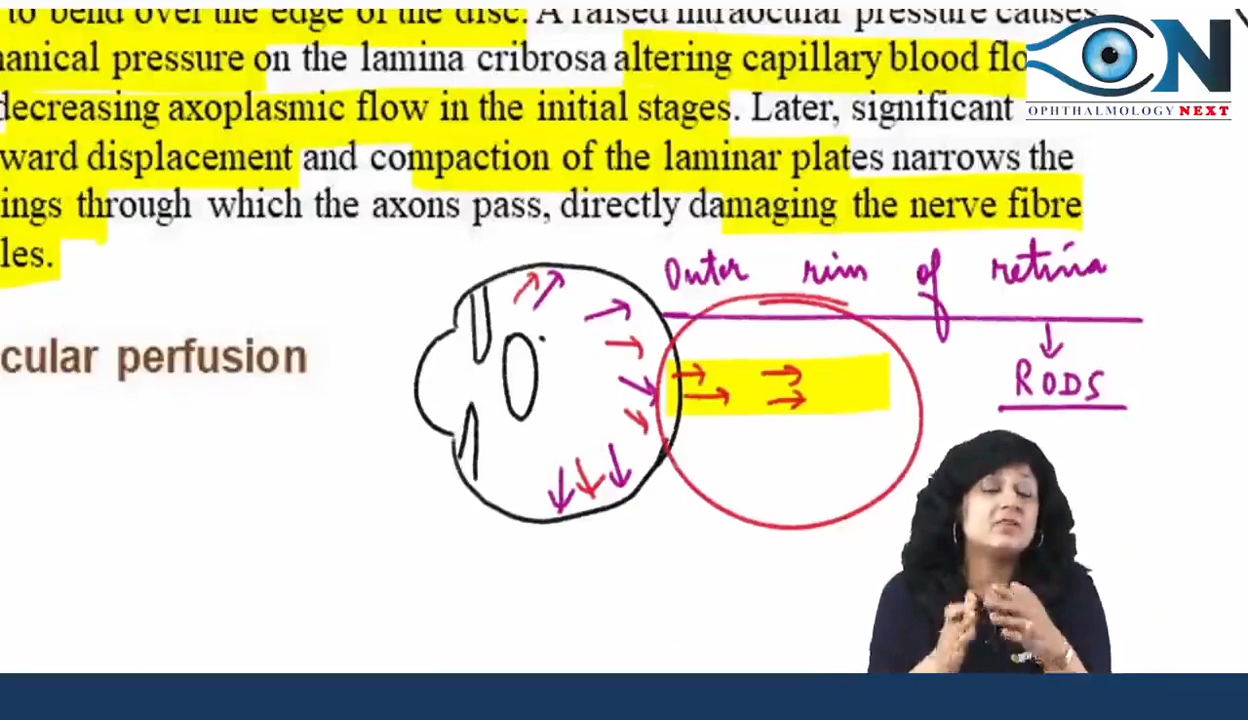 to bend over the edge of the disc. A raised intraocular pressure causes
anical pressure on the lamina cribrosa altering capillary blood flo
decreasing axoplasmic flow in the initial stages. Later, significant
ward displacement and compaction of the laminar plates narrows the
ings through which the axons pass, directly damaging the nerve fibre
les.
ON
OPHTHALMOLOGY NEXT
Outer rim of retina
RODS
cular perfusion